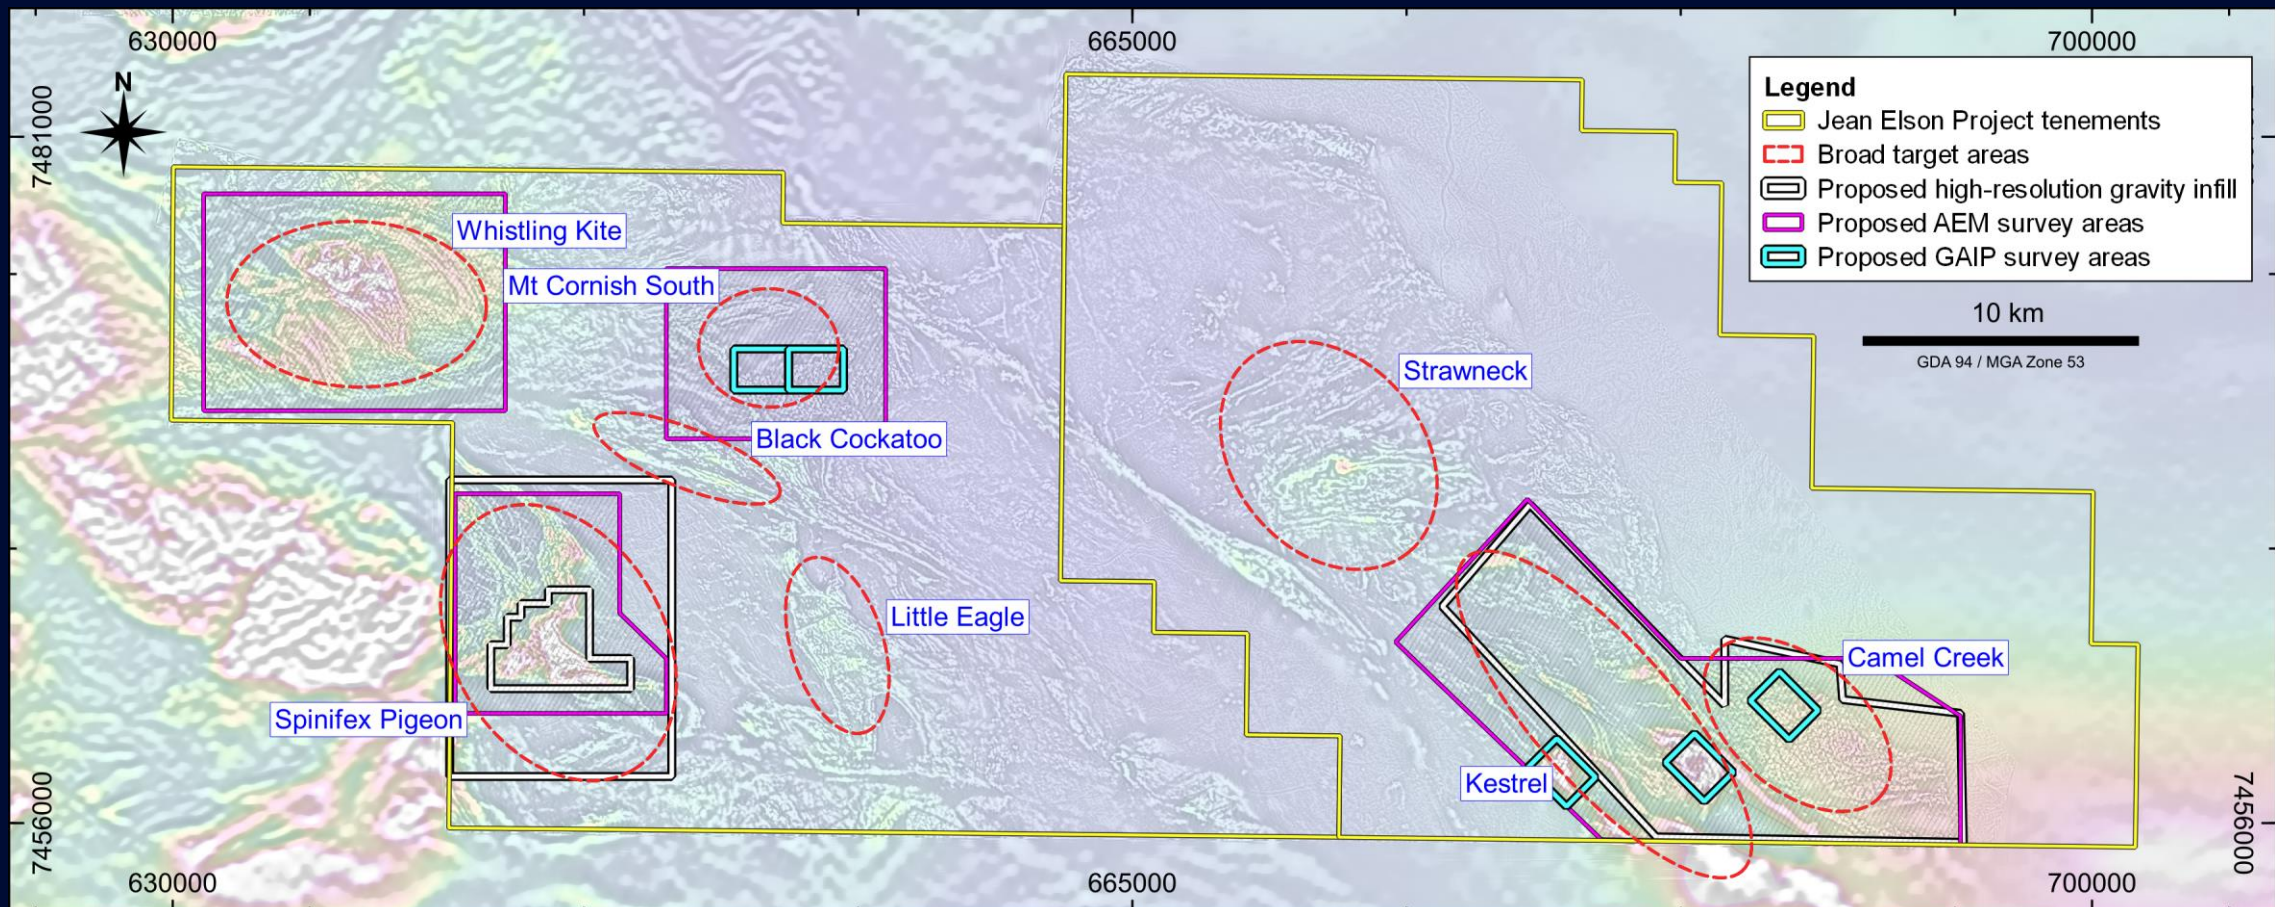 630000
665000
700000
N
7481000
Legend
Jean Elson Project tenements
Broad target areas
Proposed high-resolution gravity infill
Proposed AEM survey areas
Proposed GAIP survey areas
10 km
GDA 94 / MGA Zone 53
Whistling Kite
Mt Cornish South
Strawneck
Black Cockatoo
Little Eagle
Camel Creek
Spinifex Pigeon
Kestrel
7456000
7456000
630000
665000
700000